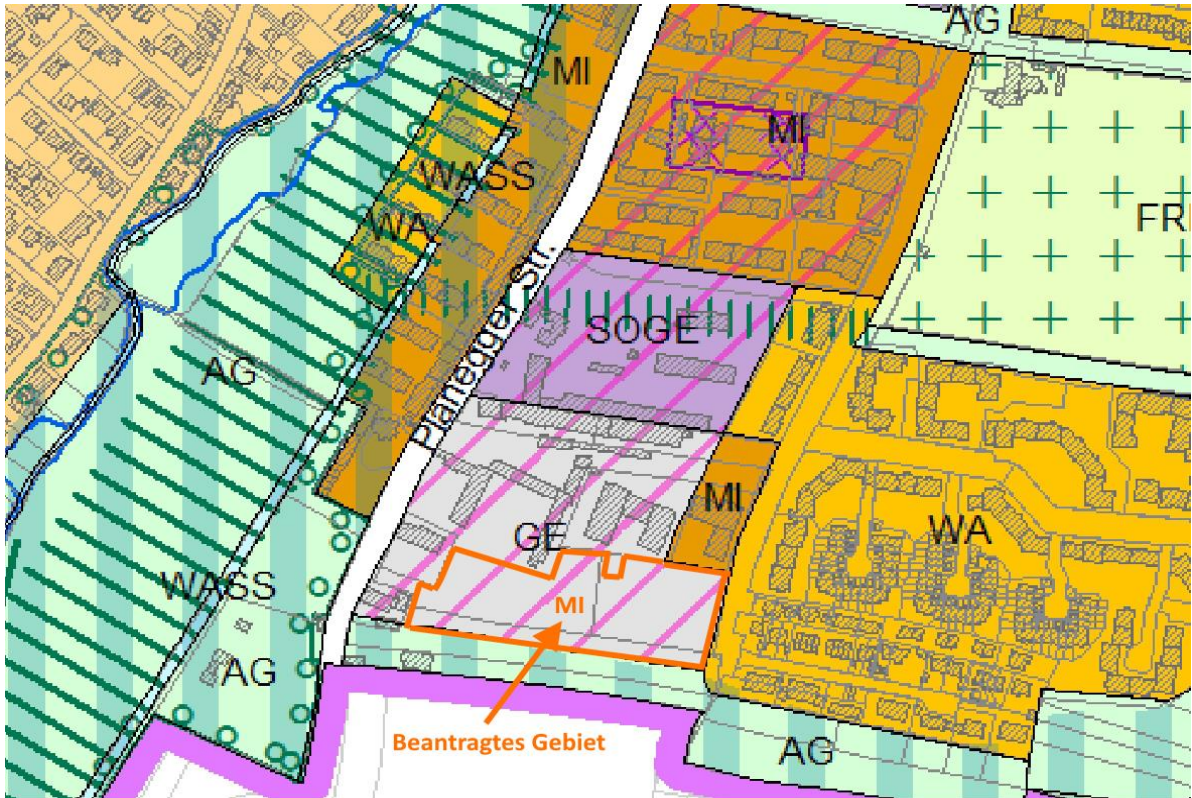 AG
MI
MI
WASS
WA
FR
Planegger Str.
SOGE
AG
MI
GE
WA
WASS
MI
AG
Beantragtes Gebiet
AG